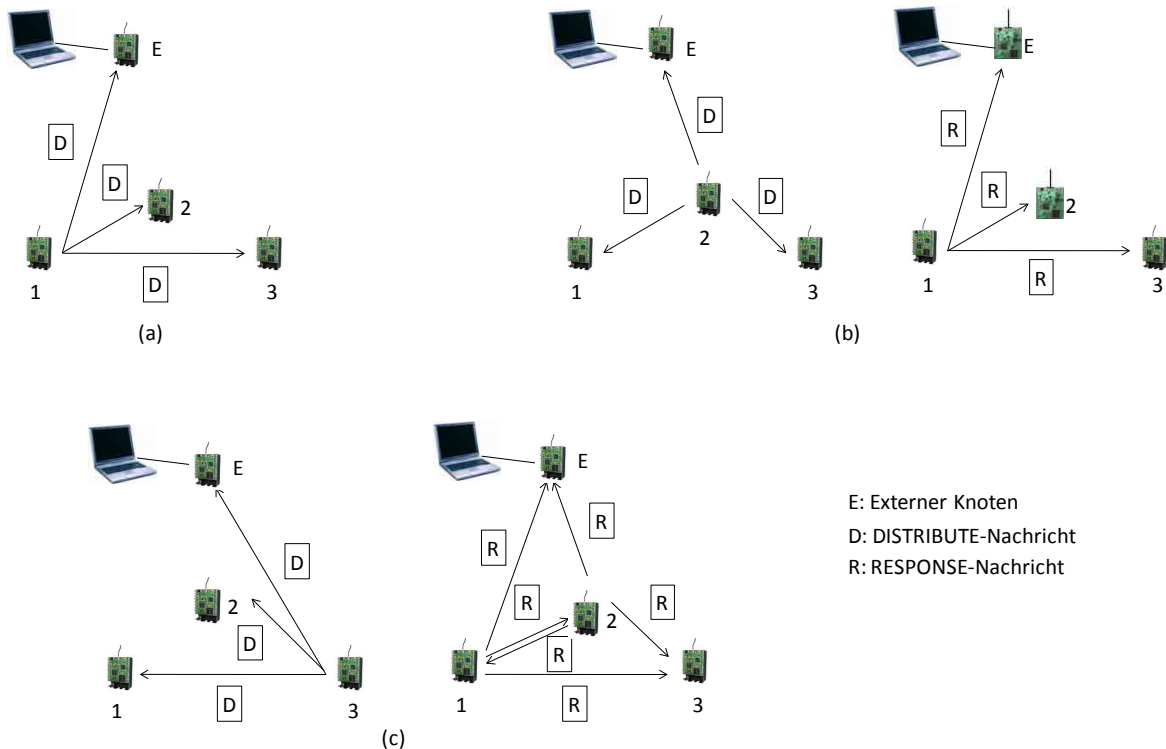 E
D
D
2
D
1
3
(a)
E
D
D
D
2
1
3
E
R
R
2
R
1
3
(b)
E
D
2
D
D
1
3
E
R
R
R
R
2
R
R
1
3
(c)
E: Externer Knoten
D: DISTRIBUTE-Nachricht
R: RESPONSE-Nachricht